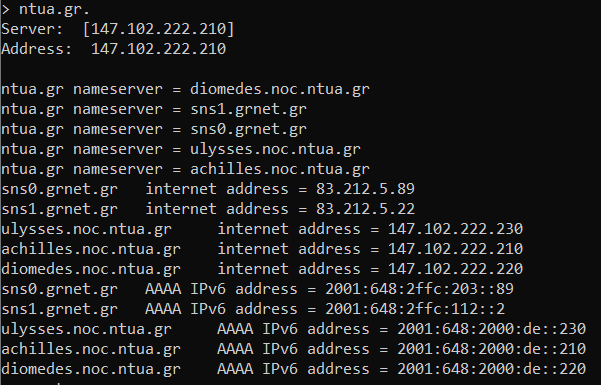 > ntua.gr.
Server:  [147.102.222.210]
Address:  147.102.222.210

ntua.gr nameserver = diomedes.noc.ntua.gr
ntua.gr nameserver = sns1.grnet.gr
ntua.gr nameserver = sns0.grnet.gr
ntua.gr nameserver = ulysses.noc.ntua.gr
ntua.gr nameserver = achilles.noc.ntua.gr
sns0.grnet.gr   internet address = 83.212.5.89
sns1.grnet.gr   internet address = 83.212.5.22
ulysses.noc.ntua.gr     internet address = 147.102.222.230
achilles.noc.ntua.gr    internet address = 147.102.222.210
diomedes.noc.ntua.gr    internet address = 147.102.222.220
sns0.grnet.gr   AAAA IPv6 address = 2001:648:2ffc:203::89
sns1.grnet.gr   AAAA IPv6 address = 2001:648:2ffc:112::2
ulysses.noc.ntua.gr     AAAA IPv6 address = 2001:648:2000:de::230
achilles.noc.ntua.gr    AAAA IPv6 address = 2001:648:2000:de::210
diomedes.noc.ntua.gr    AAAA IPv6 address = 2001:648:2000:de::220